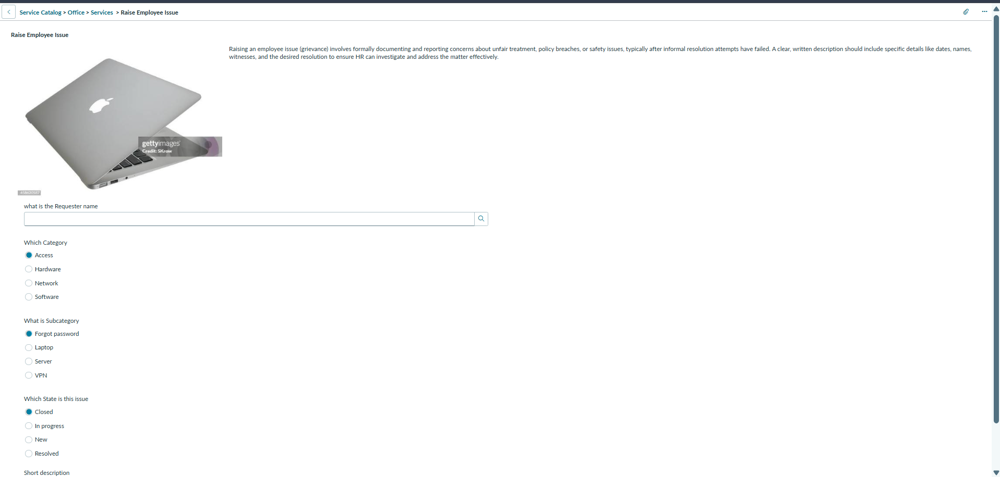 Service Catalog > Office > Services > Raise Employee Issue
Raise Employee Issue
Raising an employee issue (grievance) involves formally documenting and reporting concerns about unfair treatment, policy breaches, or safety issues, typically after informal resolution attempts have failed. A clear, written description should include specific details like dates, names,
witnesses, and the desired resolution to ensure HR can investigate and address the matter effectively.
gettyimages
Credit: SKrow
458630587
what is the Requester name
Which Category
Access
Hardware
Network
Software
What is Subcategory
Forgot password
Laptop
Server
VPN
Which State is this issue
Closed
In progress
New
Resolved
Short description